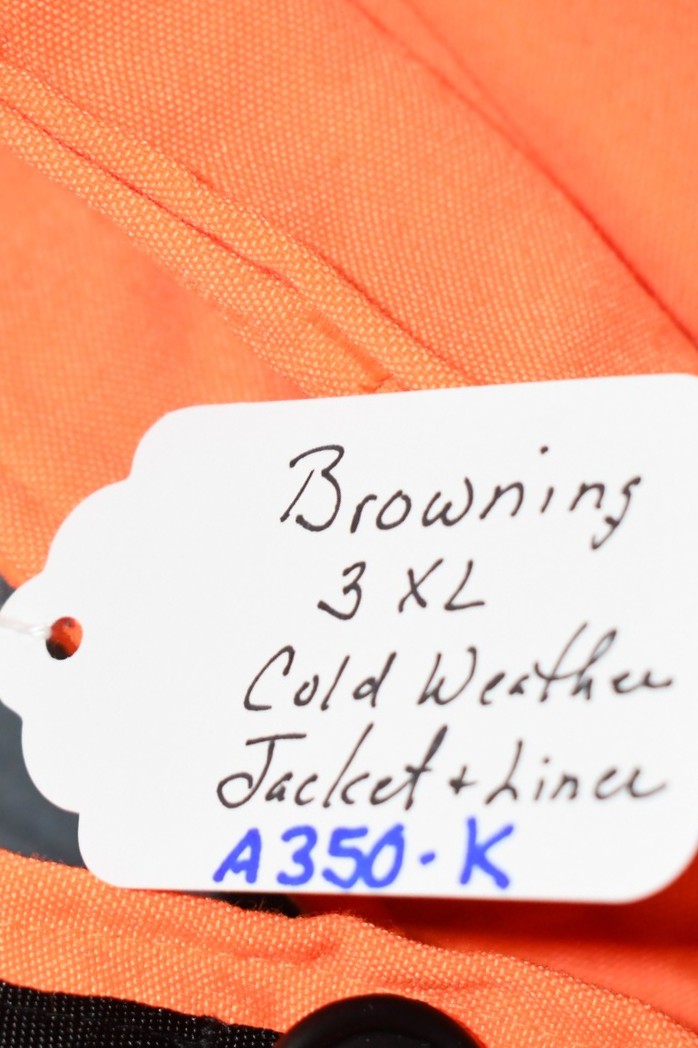 Browning
3 XL
Cold Weather
Jacket + Liner
A350-K